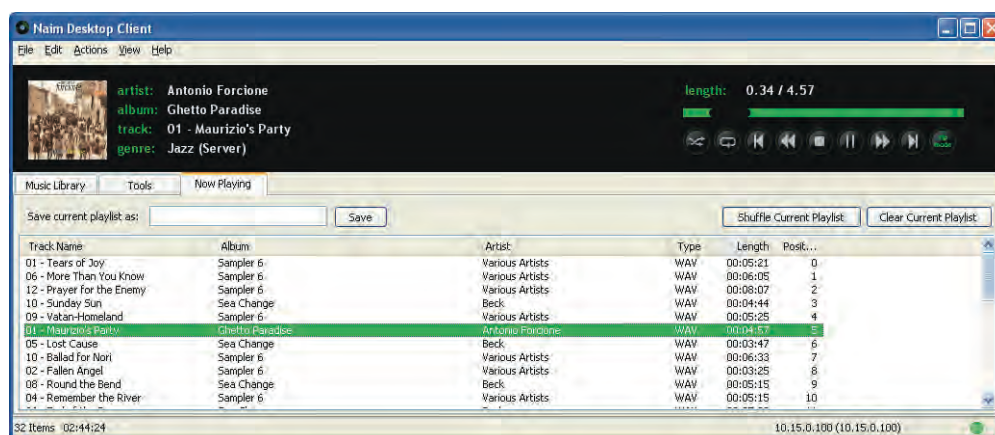 Naim Desktop Client
File Edit Actions View Help
forcione
artist: Antonio Forcione
album: Ghetto Paradise
track: 01 - Maurizio's Party
genre: Jazz (Server)
length: 0.34 / 4.57
Music Library Tools Now Playing
Save current playlist as: Save Shuffle Current Playlist Clear Current Playlist
Track Name Album Artist Type Length Posit...
01 - Tears of Joy Sampler 6 Various Artists WAV 00:05:21 0
06 - More Than You Know Sampler 6 Various Artists WAV 00:06:05 1
12 - Prayer for the Enemy Sampler 6 Various Artists WAV 00:08:07 2
10 - Sunday Sun Sea Change Beck WAV 00:04:44 3
09 - Vatan-Homeland Sampler 6 Various Artists WAV 00:05:25 4
01 - Maurizio's Party Ghetto Paradise Antonio Forcione WAV 00:04:57 5
05 - Lost Cause Sea Change Beck WAV 00:03:47 6
10 - Ballad for Nori Sampler 6 Various Artists WAV 00:06:33 7
02 - Fallen Angel Sampler 6 Various Artists WAV 00:03:25 8
08 - Round the Bend Sea Change Beck WAV 00:05:15 9
04 - Remember the River Sampler 6 Various Artists WAV 00:05:15 10
32 Items 02:44:24 10.15.0.100 (10.15.0.100)